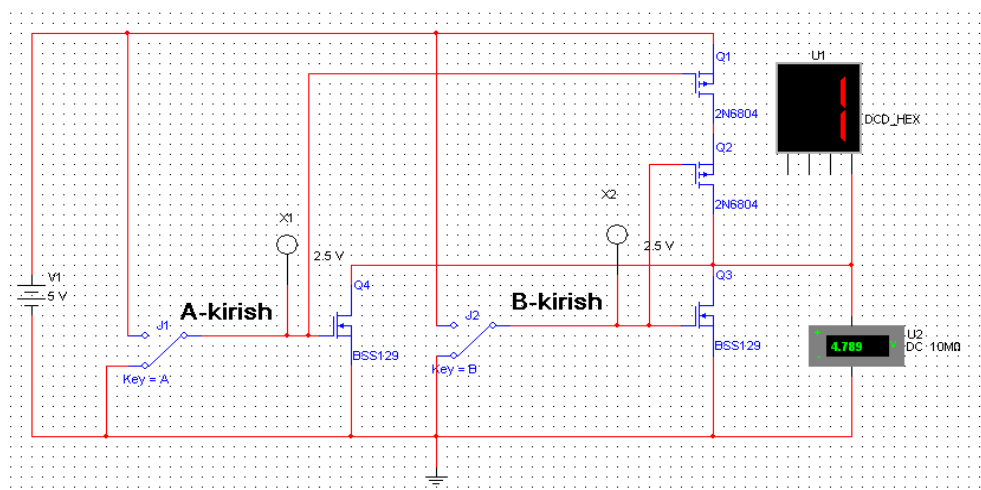 Q1
U1
2N6804
DCD_HEX
Q2
X2
2N6804
X1
2.5 V
2.5 V
V1
5 V
Q4
Q3
A-kirish
B-kirish
J1
J2
BSS129
BSS129
Key = A
Key = B
U2
4.789
DC 10MΩ